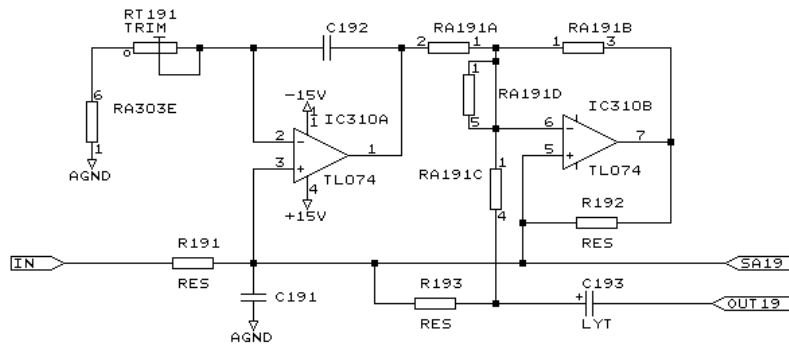 RT191
TRIM
C192
RA191A
2
1
RA191B
1
3
6
RA303E
1
AGND
-15V
11
IC310A
2
-
3
+
1
4
TL074
+15V
1
RA191D
5
IC310B
6
-
5
+
7
TL074
1
RA191C
4
R192
RES
IN
R191
RES
SA19
C191
AGND
R193
RES
C193
+
LYT
OUT19